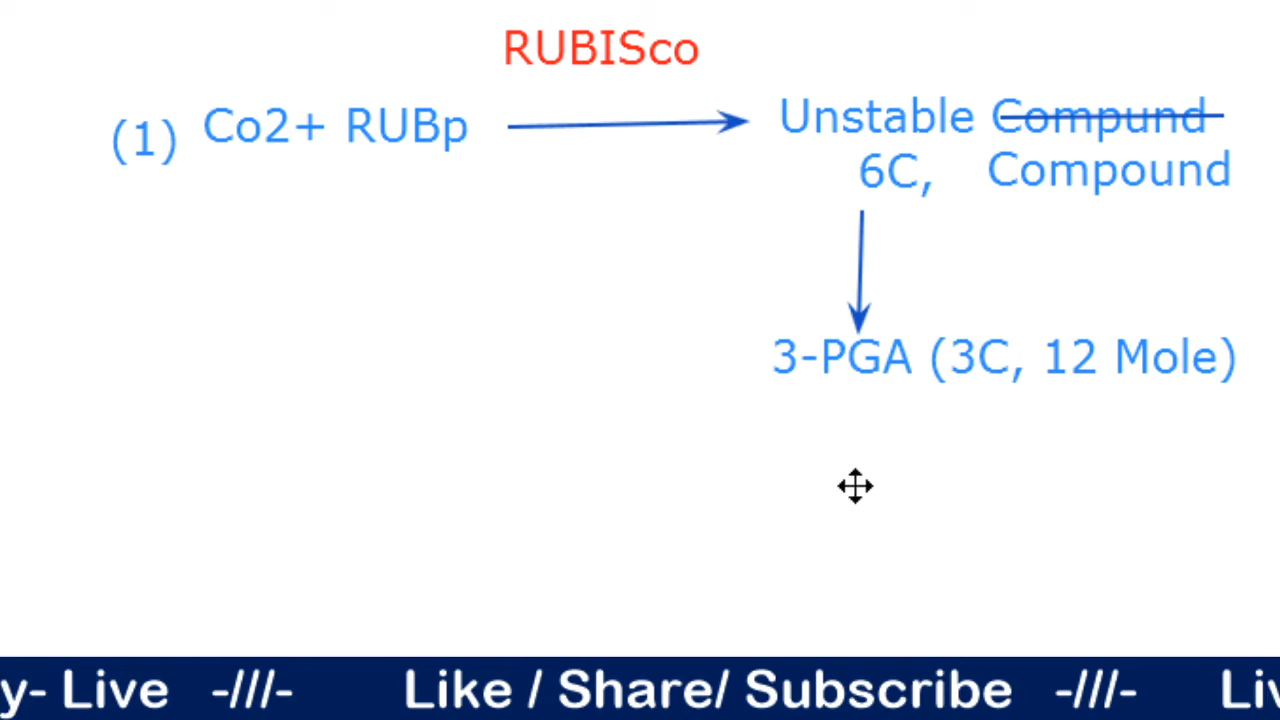 RUBISco
(1) Co2+ RUBp
Unstable Compund
6C, Compound
3-PGA (3C, 12 Mole)
y- Live -///- Like / Share/ Subscribe -///- Liv